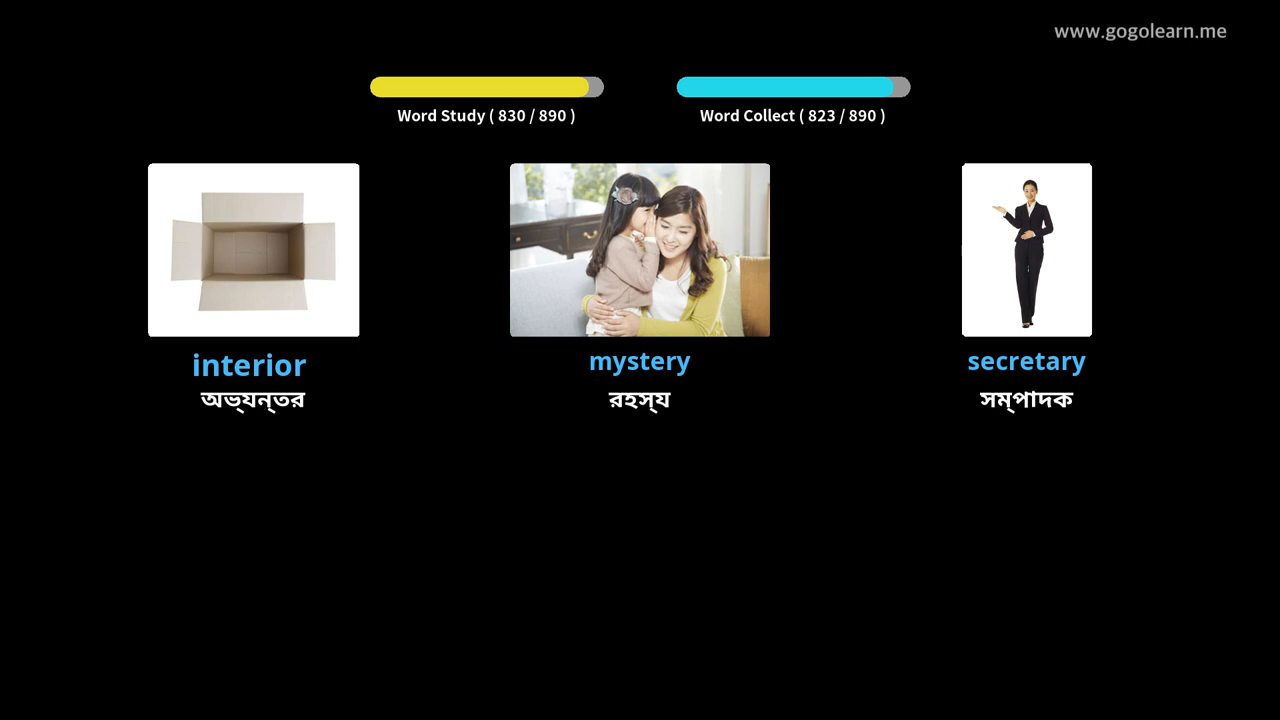 www.gogolearn.me
Word Study ( 830 / 890 )
Word Collect ( 823 / 890 )
interior
অভ্যন্তর
mystery
রহস্য
secretary
সম্পাদক